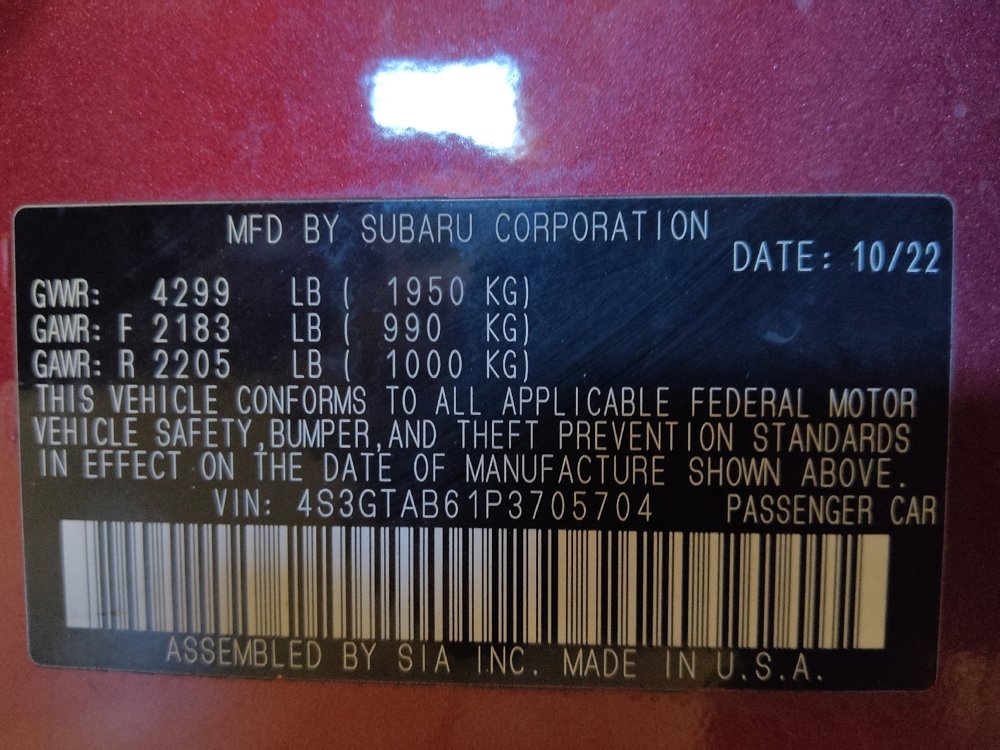 MFD BY SUBARU CORPORATION
DATE: 10/22
GVWR: 4299 LB ( 1950 KG)
GAWR: F 2183 LB ( 990 KG)
GAWR: R 2205 LB ( 1000 KG)
THIS VEHICLE CONFORMS TO ALL APPLICABLE FEDERAL MOTOR
VEHICLE SAFETY,BUMPER,AND THEFT PREVENTION STANDARDS
IN EFFECT ON THE DATE OF MANUFACTURE SHOWN ABOVE.
VIN: 4S3GTAB61P3705704 PASSENGER CAR
ASSEMBLED BY SIA INC. MADE IN U.S.A.